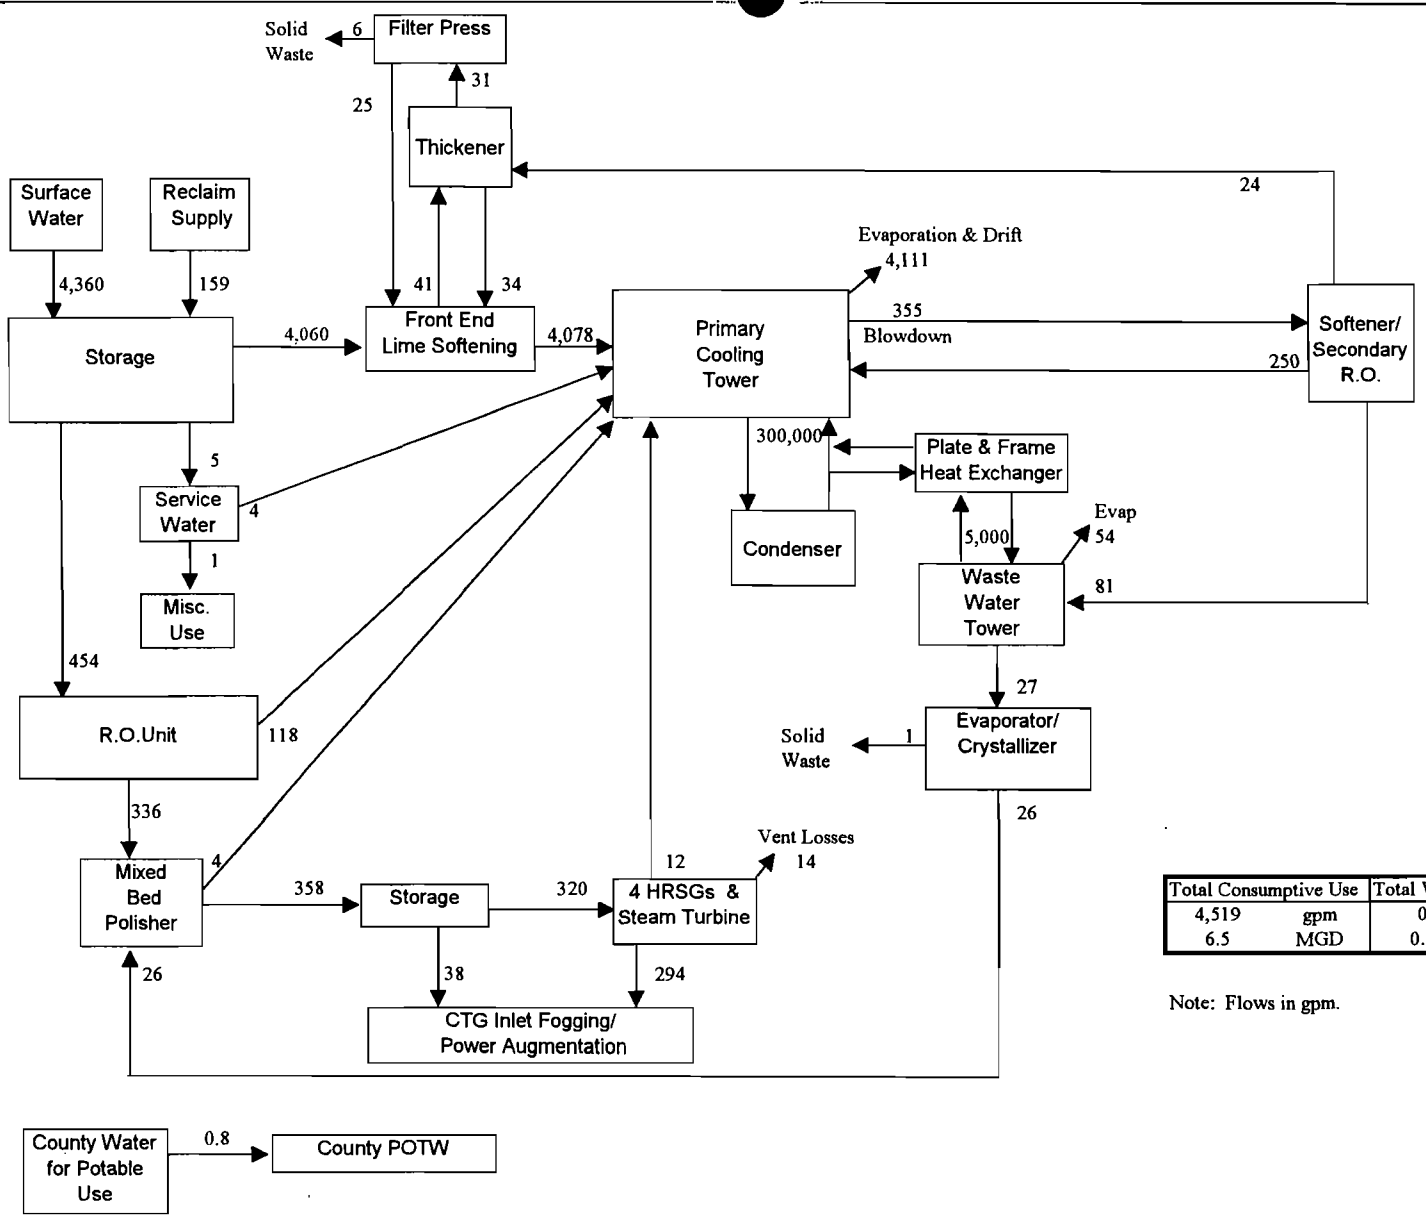 Solid
Waste
6
Filter Press
31
25
Thickener
Surface
Water
Reclaim
Supply
24
Evaporation & Drift
4,111
4,360
159
41
34
Storage
4,060
Front End
Lime Softening
4,078
Primary
Cooling
Tower
355
Blowdown
250
Softener/
Secondary
R.O.
300,000
Plate & Frame
Heat Exchanger
5
Service
Water
4
Condenser
5,000
Evap
54
1
Misc.
Use
Waste
Water
Tower
81
454
27
R.O.Unit
118
Solid
Waste
1
Evaporator/
Crystallizer
336
26
Vent Losses
14
Mixed
Bed
Polisher
4
358
Storage
320
12
4 HRSGs &
Steam Turbine
Total Consumptive Use Total
4,519 gpm 0
6.5 MGD 0.
26
38
294
CTG Inlet Fogging/
Power Augmentation
Note: Flows in gpm.
County Water
for Potable
Use
0.8
County POTW